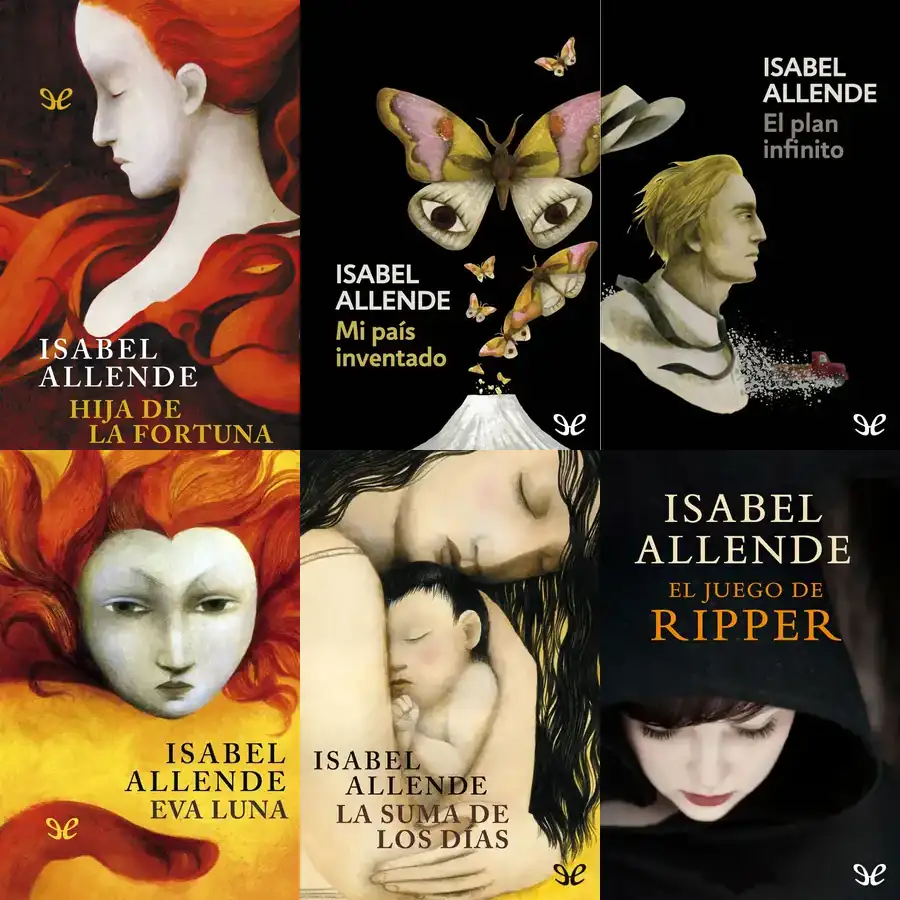 ISABEL
ALLENDE
HIJA DE
LA FORTUNA
ISABEL
ALLENDE
Mi país
inventado
ISABEL
ALLENDE
El plan
infinito
ISABEL
ALLENDE
EVA LUNA
ISABEL
ALLENDE
LA SUMA DE
LOS DÍAS
ISABEL
ALLENDE
EL JUEGO DE
RIPPER